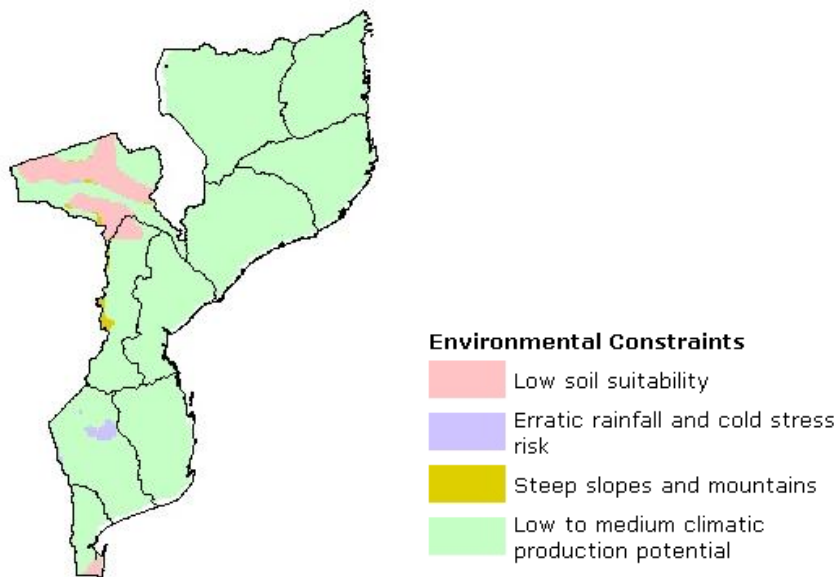 Environmental Constraints
Low soil suitability
Erratic rainfall and cold stress
risk
Steep slopes and mountains
Low to medium climatic
production potential